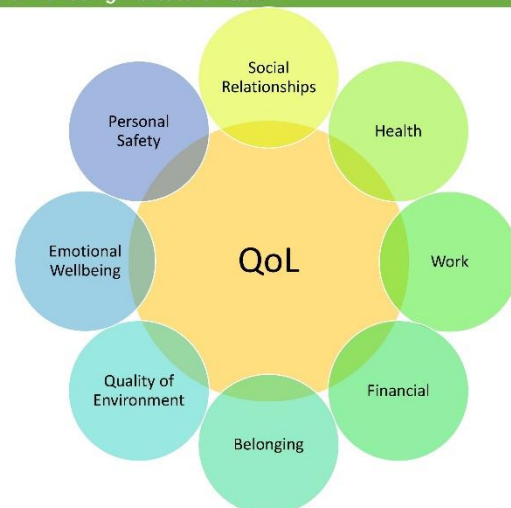 Social
Relationships
Health
Work
Financial
Belonging
Quality of
Environment
Emotional
Wellbeing
Personal
Safety
QoL